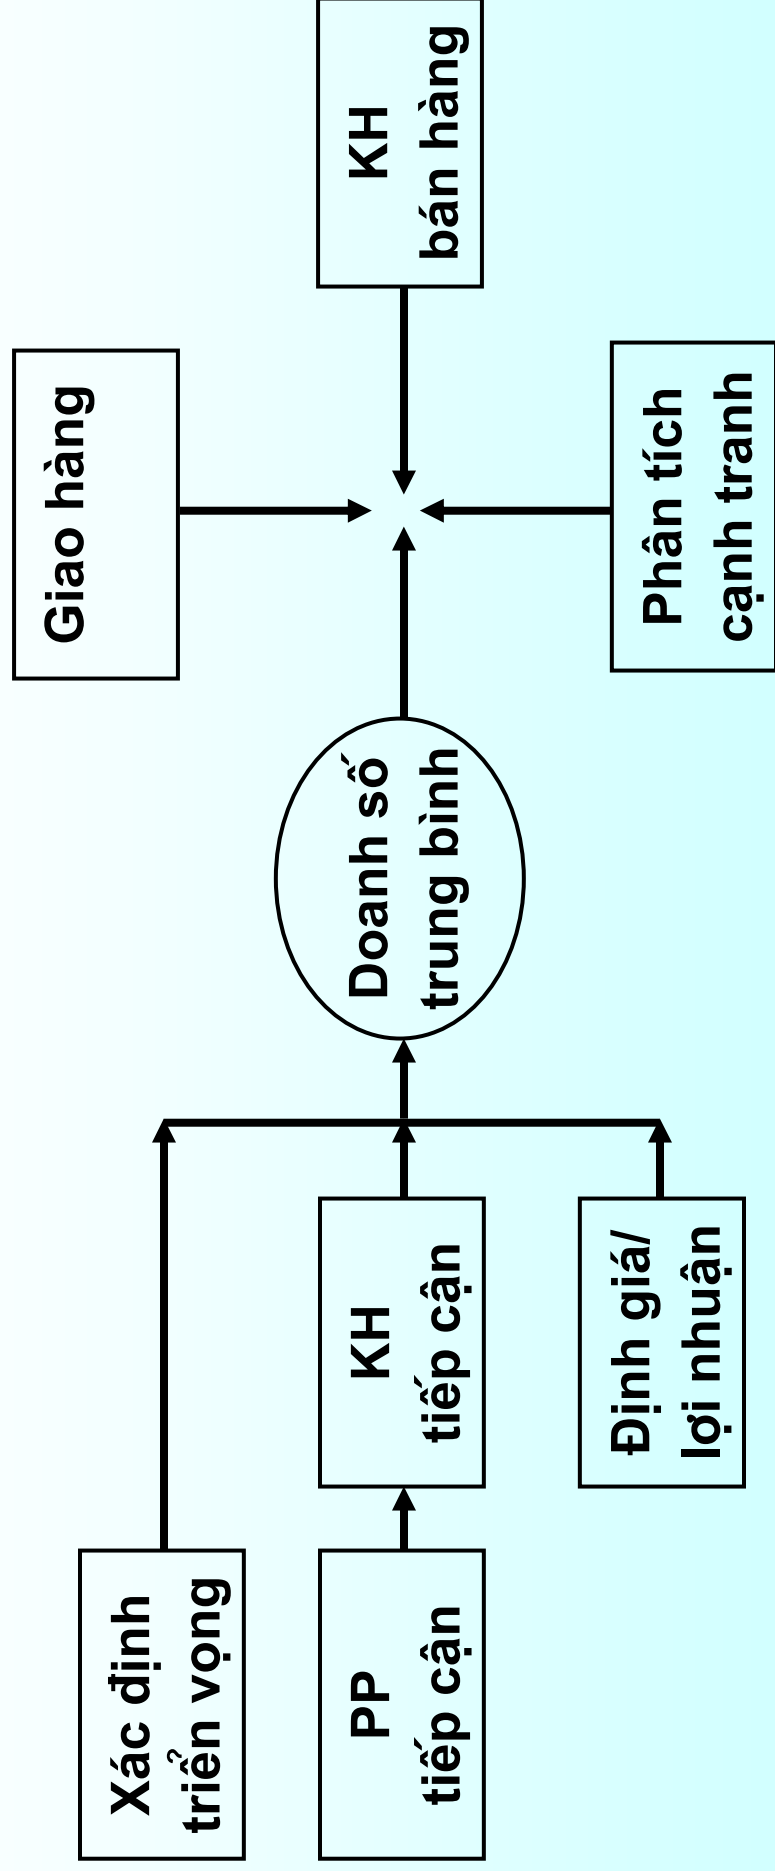 Xác định
triển vọng
PP
tiếp cận
KH
tiếp cận
Định giá/
lợi nhuận
Doanh số
trung bình
Giao hàng
Phân tích
cạnh tranh
KH
bán hàng